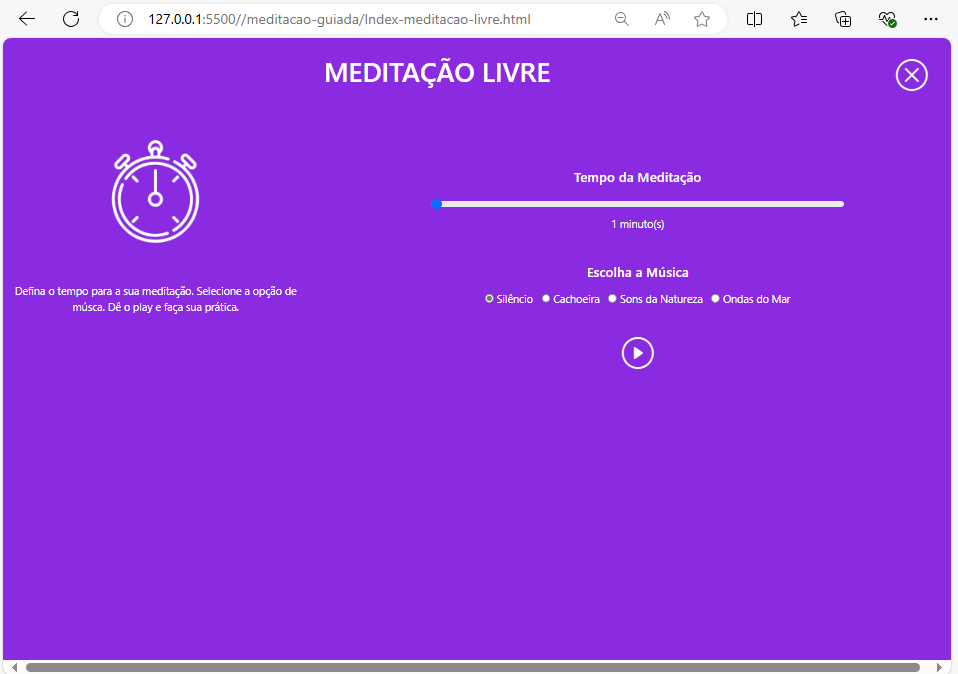 127.0.0.1:5500//meditacao-guiada/Index-meditacao-livre.html
MEDITAÇÃO LIVRE
Tempo da Meditação
1 minuto(s)
Defina o tempo para a sua meditação. Selecione a opção de
músca. Dê o play e faça sua prática.
Escolha a Música
Silêncio Cachoeira Sons da Natureza Ondas do Mar